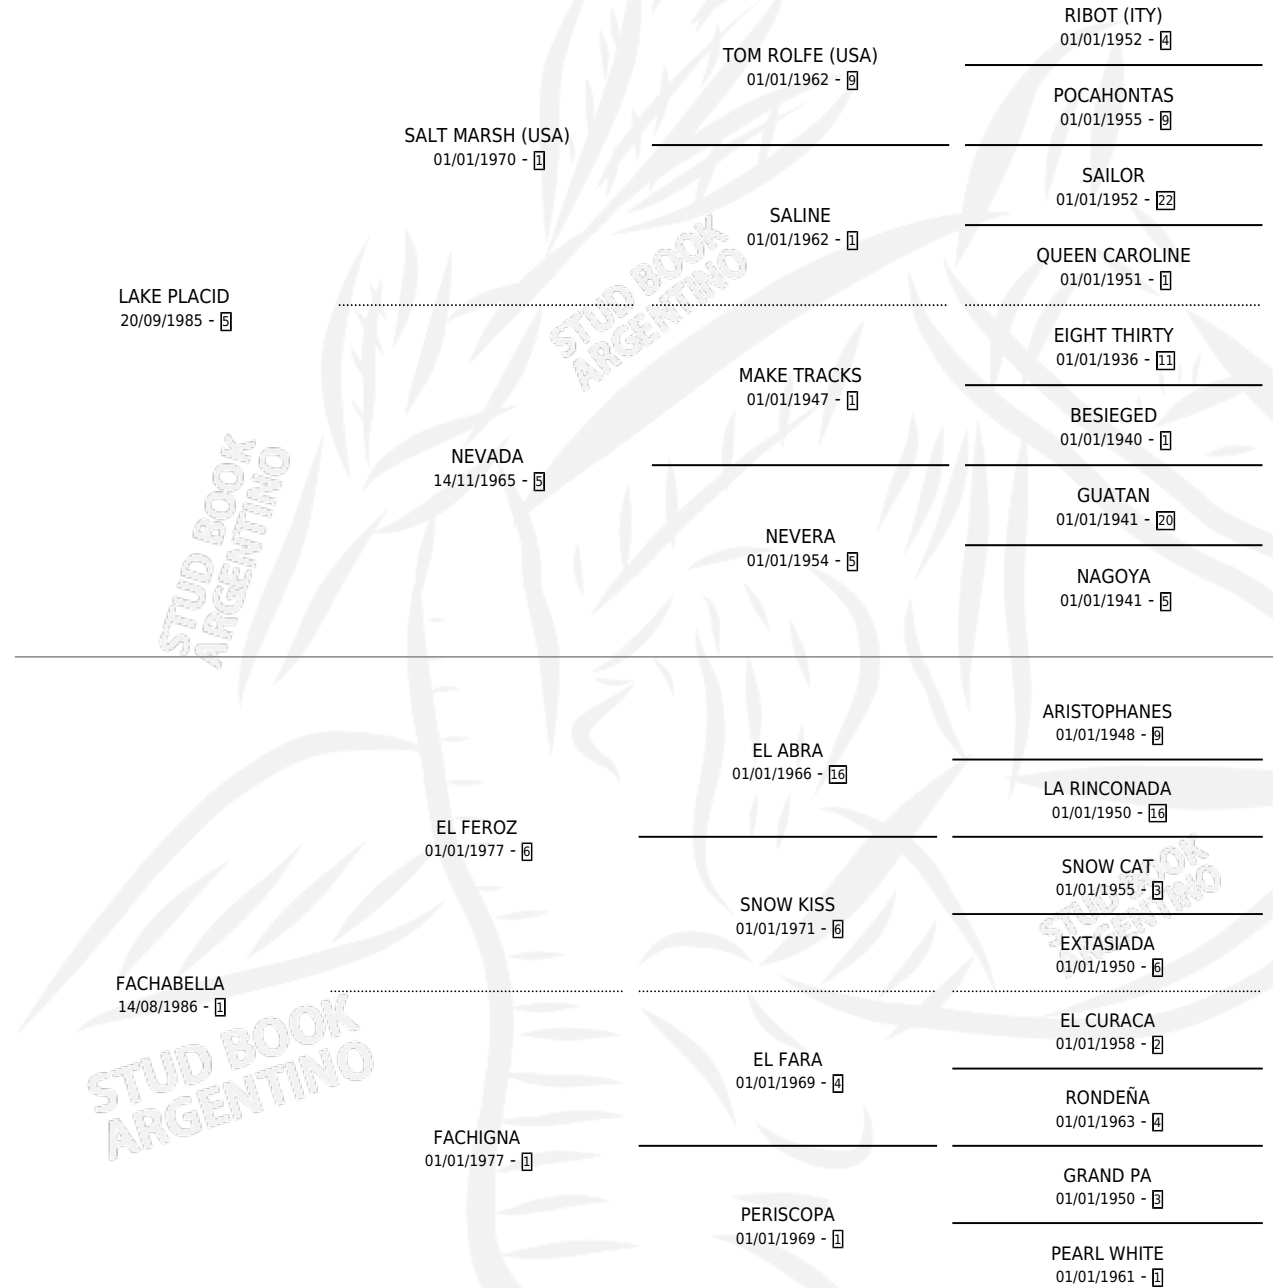 RIBOT (ITY)
01/01/1952 - 4
TOM ROLFE (USA)
01/01/1962 - 9
POCAHONTAS
01/01/1955 - 9
SALT MARSH (USA)
01/01/1970 - 1
SAILOR
01/01/1952 - 22
SALINE
01/01/1962 - 1
QUEEN CAROLINE
01/01/1951 - 1
LAKE PLACID
20/09/1985 - 5
EIGHT THIRTY
01/01/1936 - 11
MAKE TRACKS
01/01/1947 - 1
BESIEGED
01/01/1940 - 1
NEVADA
14/11/1965 - 5
GUATAN
01/01/1941 - 20
NEVERA
01/01/1954 - 5
NAGOYA
01/01/1941 - 5
ARISTOPHANES
01/01/1948 - 9
EL ABRA
01/01/1966 - 16
LA RINCONADA
01/01/1950 - 16
EL FEROZ
01/01/1977 - 6
SNOW CAT
01/01/1955 - 3
SNOW KISS
01/01/1971 - 6
EXTASIADA
01/01/1950 - 6
FACHABELLA
14/08/1986 - 1
EL CURACA
01/01/1958 - 2
EL FARA
01/01/1969 - 4
RONDEÑA
01/01/1963 - 4
FACHIGNA
01/01/1977 - 1
GRAND PA
01/01/1950 - 3
PERISCOPA
01/01/1969 - 1
PEARL WHITE
01/01/1961 - 1
STUD BOOK
ARGENTINO
STUD BOOK
ARGENTINO
STUD BOOK
ARGENTINO
STUD BOOK
ARGENTINO